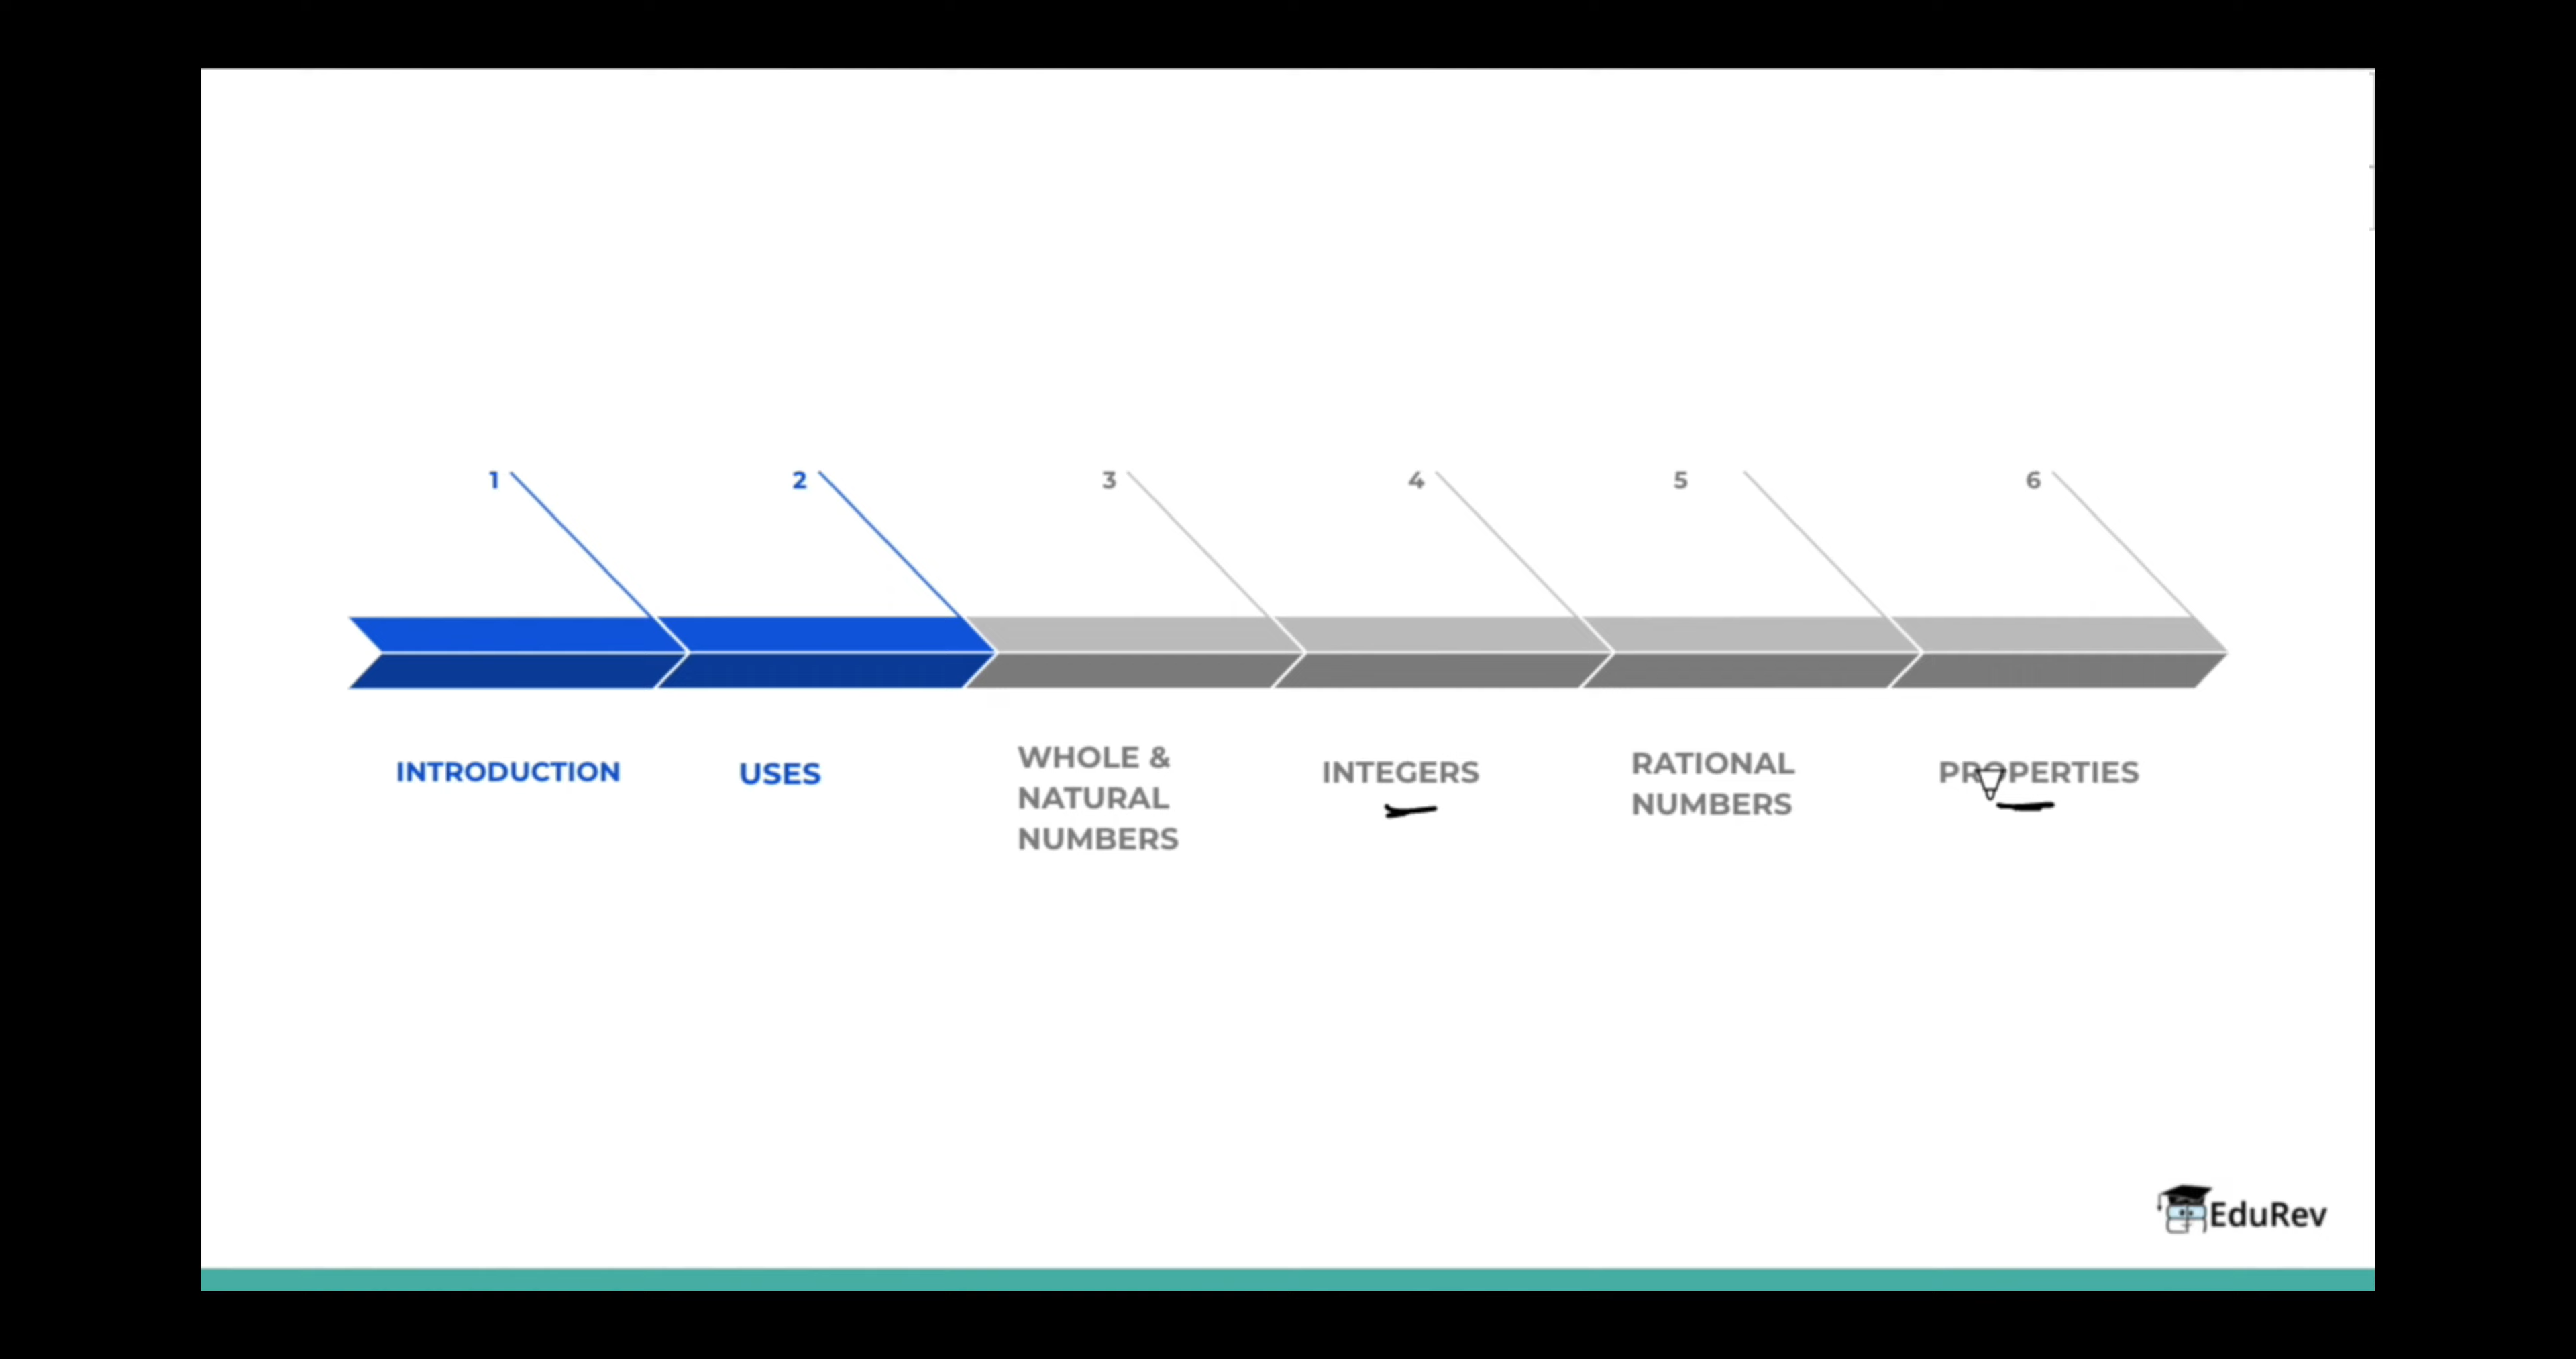 1
2
3
4
5
6
INTRODUCTION
USES
WHOLE &
NATURAL
NUMBERS
INTEGERS
RATIONAL
NUMBERS
PROPERTIES
EduRev